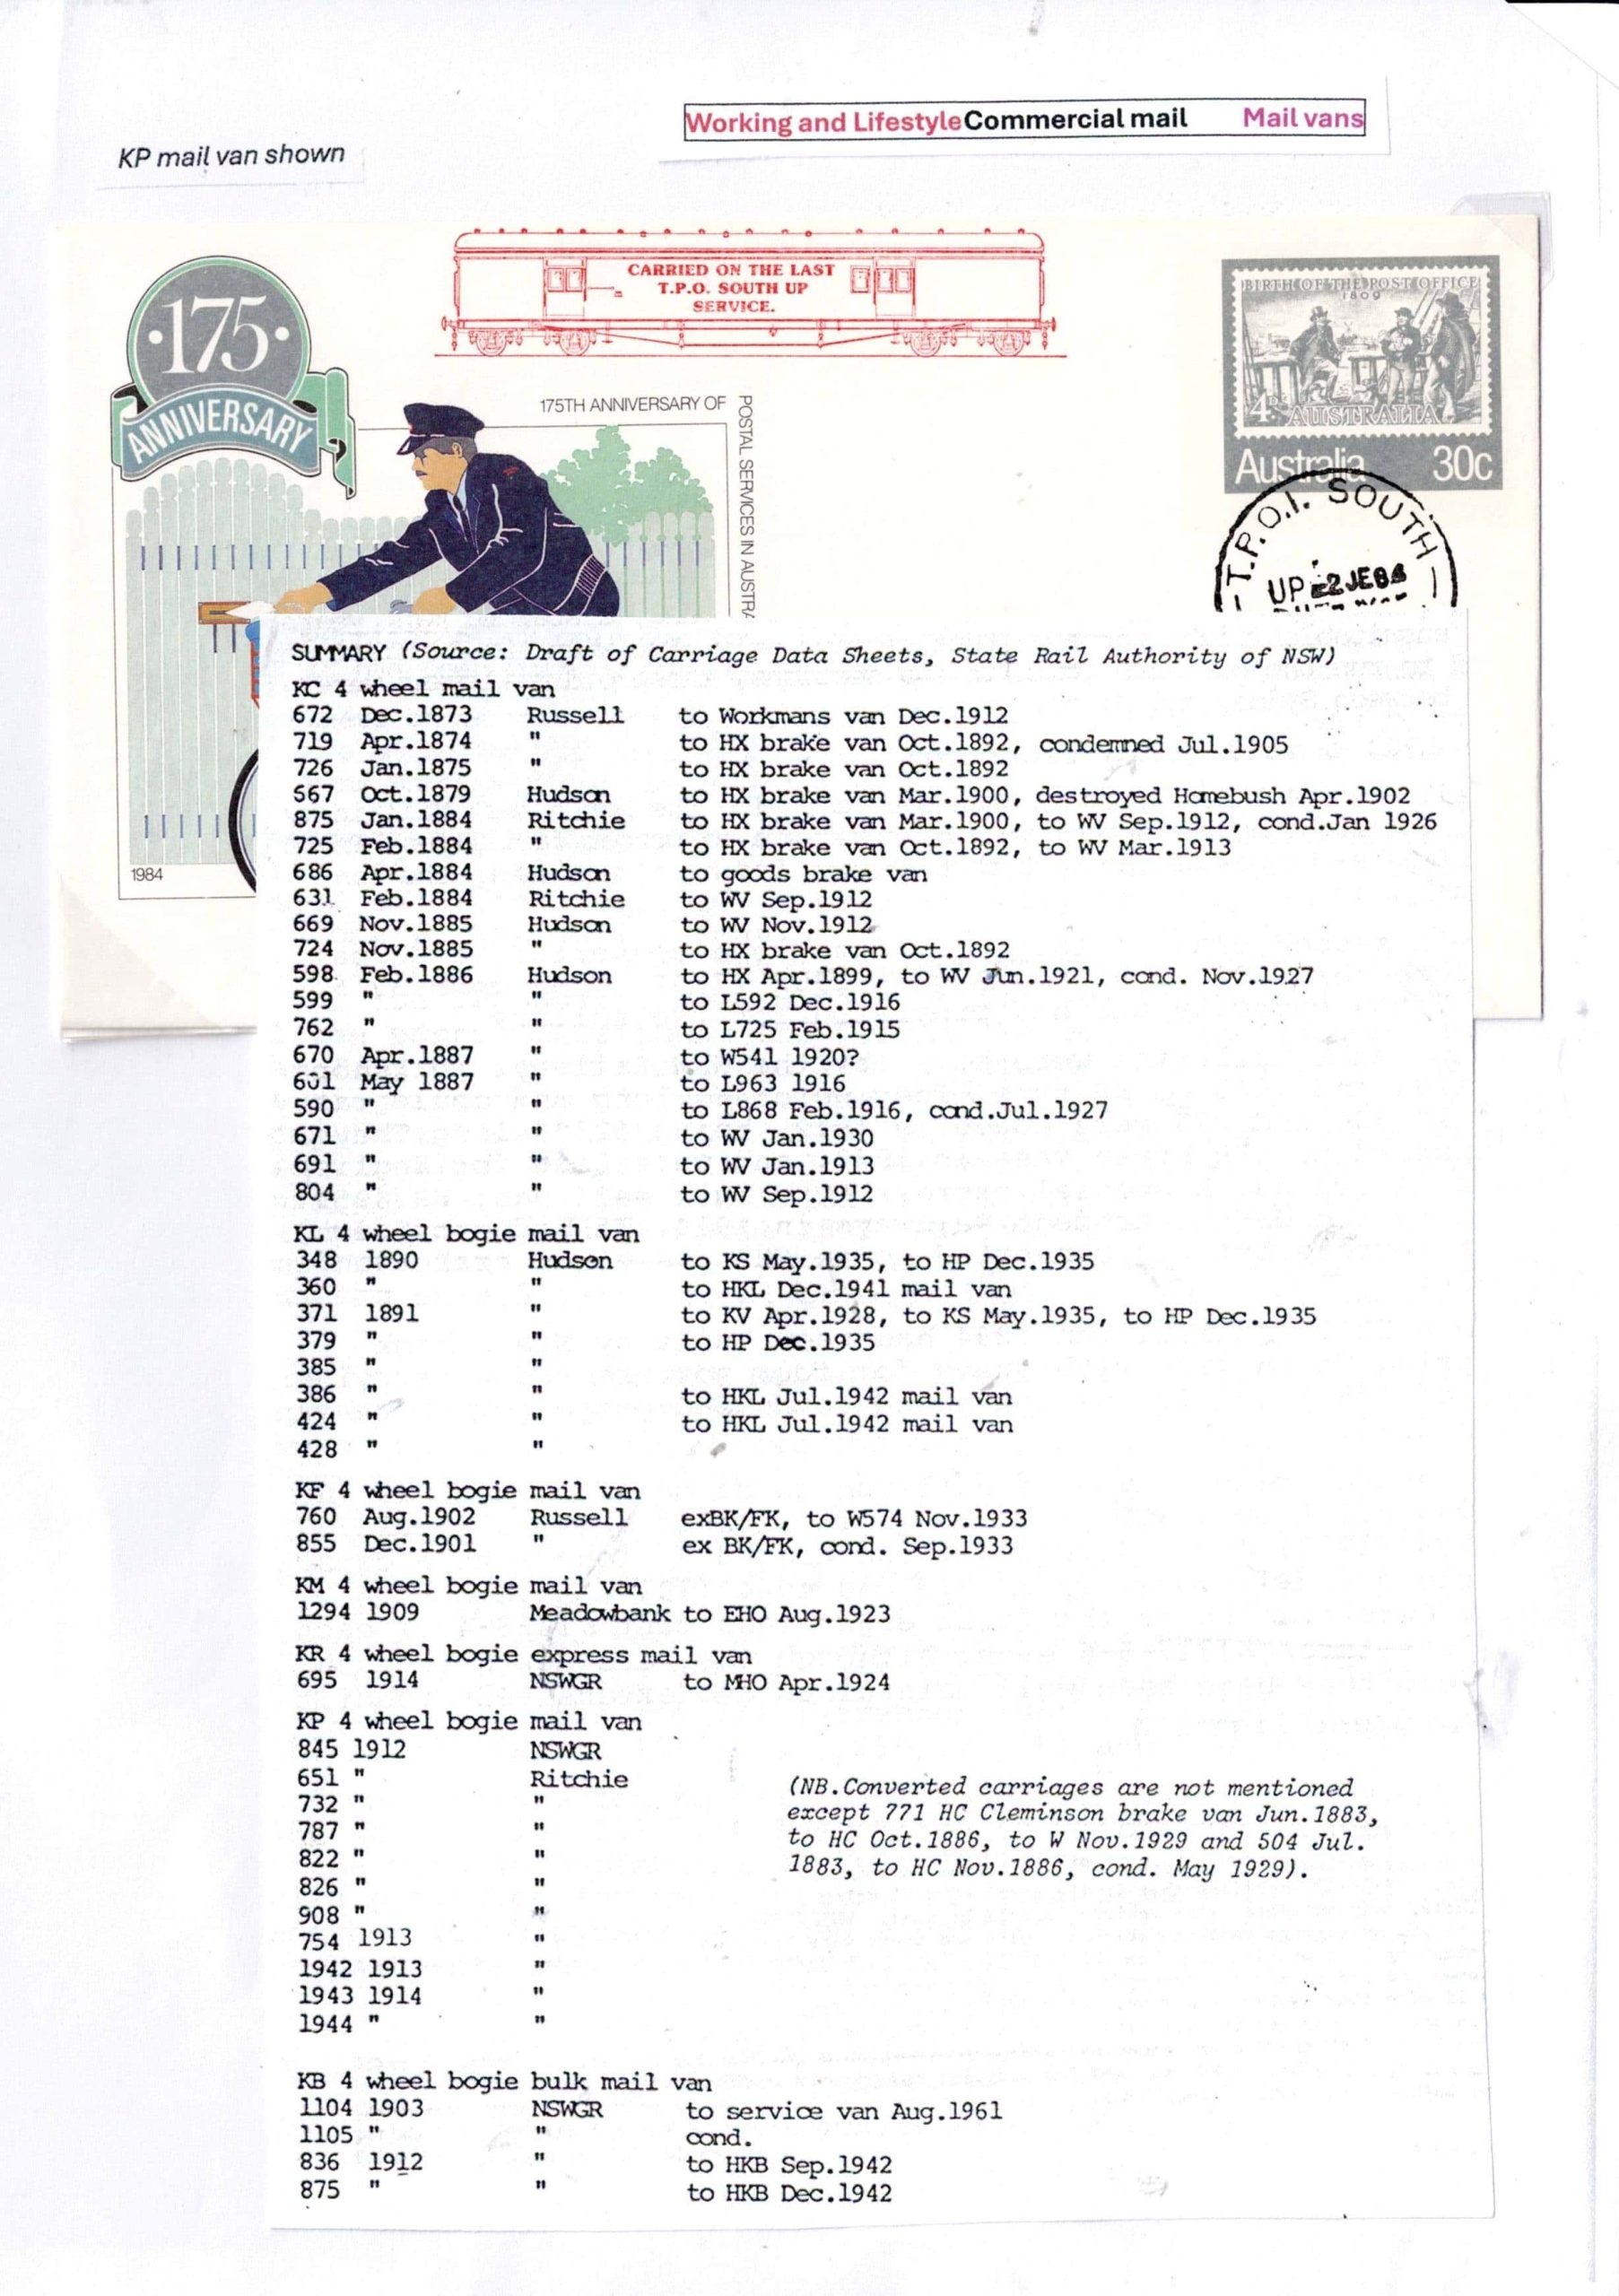 Working and Lifestyle Commercial mail Mail vans
KP mail van shown
CARRIED ON THE LAST
T.P.O. SOUTH UP
SERVICE.
·175·
ANNIVERSARY
175TH ANNIVERSARY OF
POSTAL SERVICES IN AUSTRA
1984
BIRTH OF THE POST OFFICE
1809
4D AUSTRALIA
Australia 30c
T.P.O.I. SOUTH
UP 22JE84
SUMMARY (Source: Draft of Carriage Data Sheets, State Rail Authority of NSW)
KC 4 wheel mail van
672 Dec.1873 Russell to Workmans van Dec.1912
719 Apr.1874 " to HX brake van Oct.1892, condemned Jul.1905
726 Jan.1875 " to HX brake van Oct.1892
567 Oct.1879 Hudson to HX brake van Mar.1900, destroyed Homebush Apr.1902
875 Jan.1884 Ritchie to HX brake van Mar.1900, to WV Sep.1912, cond.Jan 1926
725 Feb.1884 " to HX brake van Oct.1892, to WV Mar.1913
686 Apr.1884 Hudson to goods brake van
631 Feb.1884 Ritchie to WV Sep.1912
669 Nov.1885 Hudson to WV Nov.1912
724 Nov.1885 " to HX brake van Oct.1892
598 Feb.1886 Hudson to HX Apr.1899, to WV Jun.1921, cond. Nov.1927
599 " " to L592 Dec.1916
762 " " to L725 Feb.1915
670 Apr.1887 " to W541 1920?
601 May 1887 " to L963 1916
590 " " to L868 Feb.1916, cond.Jul.1927
671 " " to WV Jan.1930
691 " " to WV Jan.1913
804 " " to WV Sep.1912
KL 4 wheel bogie mail van
348 1890 Hudson to KS May.1935, to HP Dec.1935
360 " " to HKL Dec.1941 mail van
371 1891 " to KV Apr.1928, to KS May.1935, to HP Dec.1935
379 " " to HP Dec.1935
385 " "
386 " " to HKL Jul.1942 mail van
424 " " to HKL Jul.1942 mail van
428 " "
KF 4 wheel bogie mail van
760 Aug.1902 Russell exBK/FK, to W574 Nov.1933
855 Dec.1901 " ex BK/FK, cond. Sep.1933
KM 4 wheel bogie mail van
1294 1909 Meadowbank to EHO Aug.1923
KR 4 wheel bogie express mail van
695 1914 NSWGR to MHO Apr.1924
KP 4 wheel bogie mail van
845 1912 NSWGR
651 " Ritchie
732 " "
787 " "
822 " "
826 " "
908 " "
754 1913 "
1942 1913 "
1943 1914 "
1944 " "
(NB.Converted carriages are not mentioned
except 771 HC Cleminson brake van Jun.1883,
to HC Oct.1886, to W Nov.1929 and 504 Jul.
1883, to HC Nov.1886, cond. May 1929).
KB 4 wheel bogie bulk mail van
1104 1903 NSWGR to service van Aug.1961
1105 " " cond.
836 1912 " to HKB Sep.1942
875 " " to HKB Dec.1942